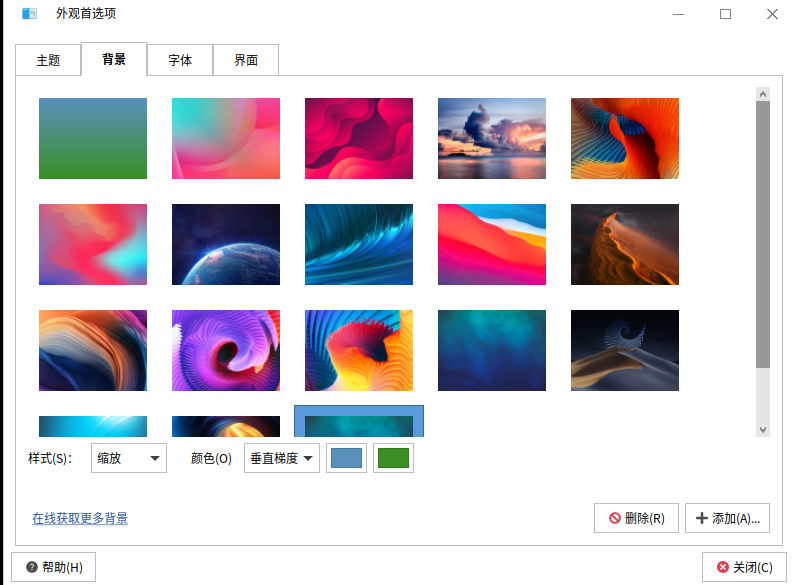 外观首选项
主题 背景 字体 界面
样式(S)： 缩放 颜色(O) 垂直梯度
在线获取更多背景 删除(R) 添加(A)...
帮助(H) 关闭(C)